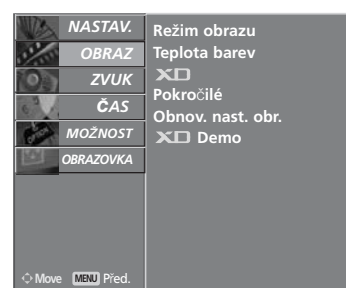 NASTAV.
OBRAZ
ZVUK
ČAS
MOŽNOST
OBRAZOVKA
Move MENU Před.
Režim obrazu
Teplota barev
XD
Pokročilé
Obnov. nast. obr.
XD Demo